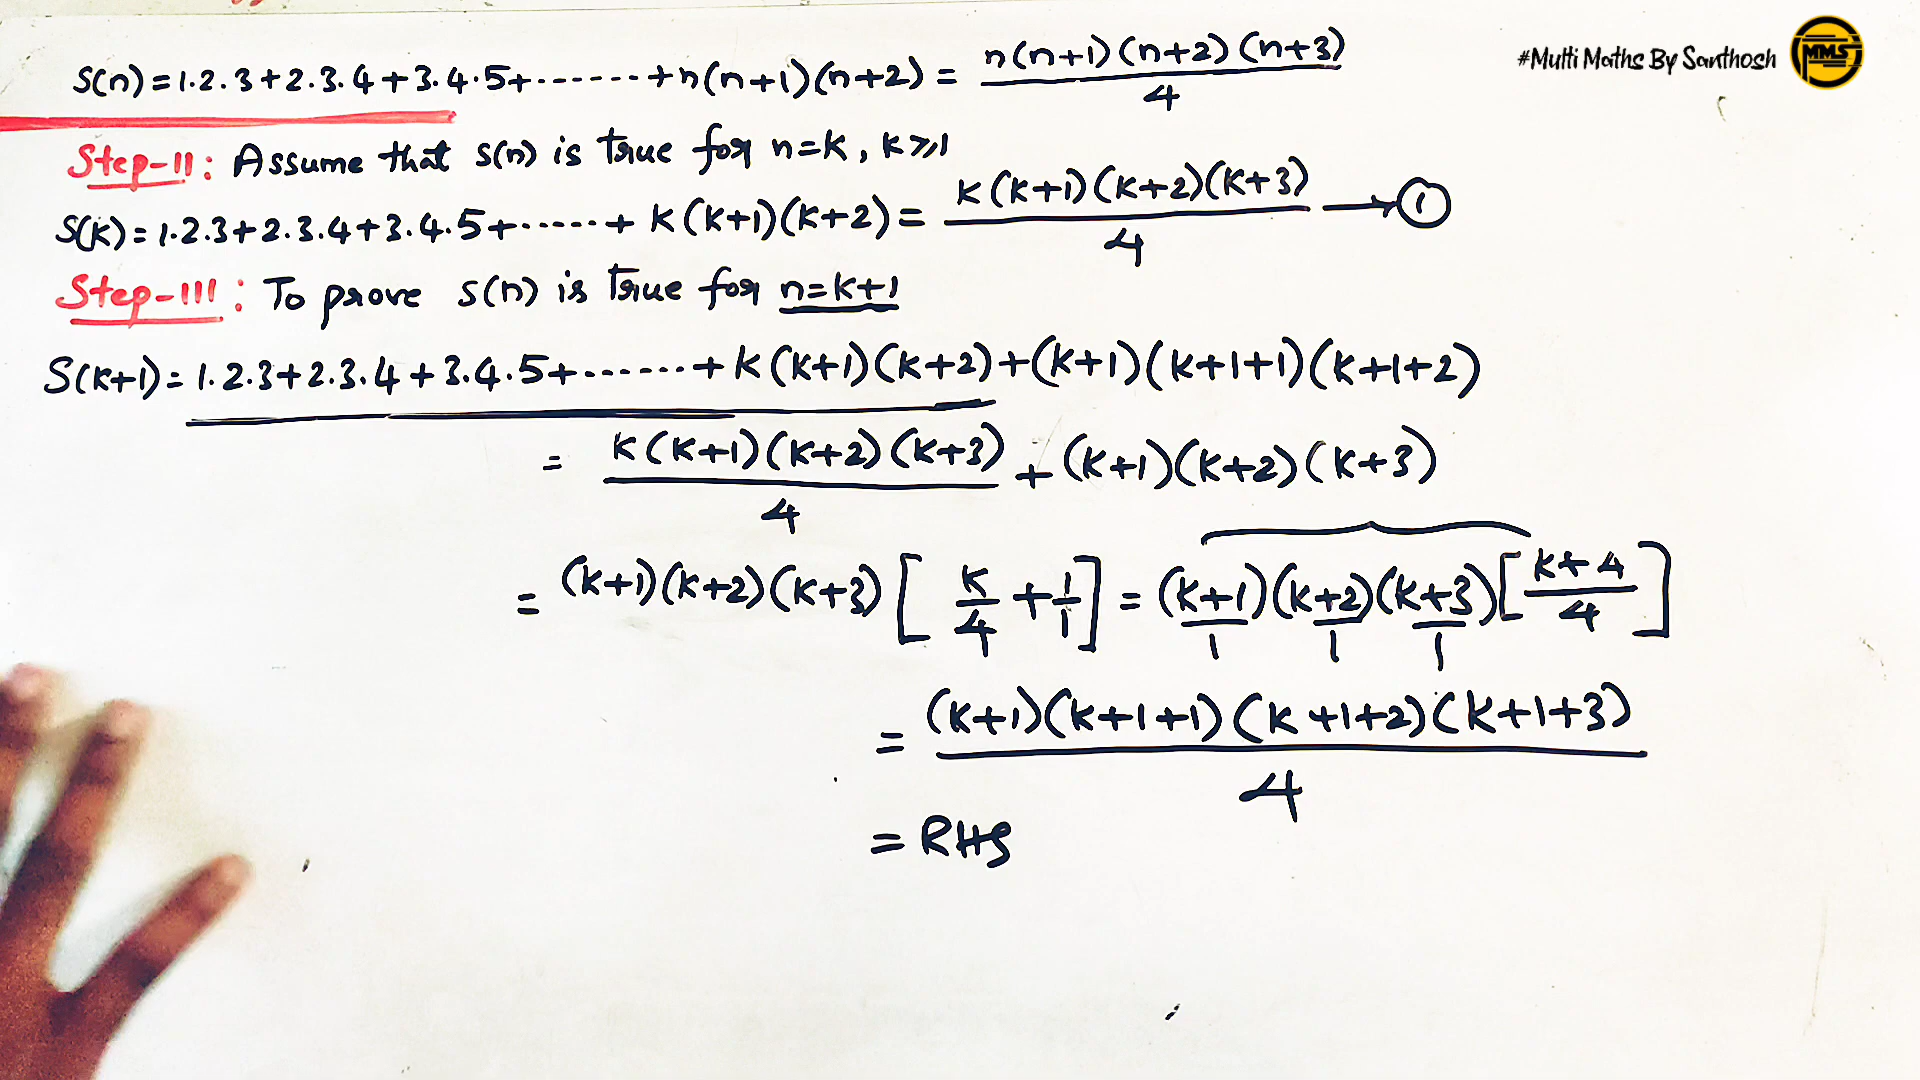 #Multi Maths By Santhosh MMS
S(n) = 1.2.3+2.3.4+3.4.5+.......+n(n+1)(n+2) = n(n+1)(n+2)(n+3)/4
Step-II: Assume that S(n) is true for n=k, k≥1
S(k) = 1.2.3+2.3.4+3.4.5+......+ k(k+1)(k+2) = k(k+1)(k+2)(k+3)/4 → ①
Step-III: To prove S(n) is true for n=k+1
S(k+1) = 1.2.3+2.3.4+3.4.5+.......+k(k+1)(k+2)+(k+1)(k+1+1)(k+1+2)
= k(k+1)(k+2)(k+3)/4 + (k+1)(k+2)(k+3)
= (k+1)(k+2)(k+3)[k/4 + 1/1] = (k+1)/1 (k+2)/1 (k+3)/1 [k+4/4]
= (k+1)(k+1+1)(k+1+2)(k+1+3)/4
= RHS